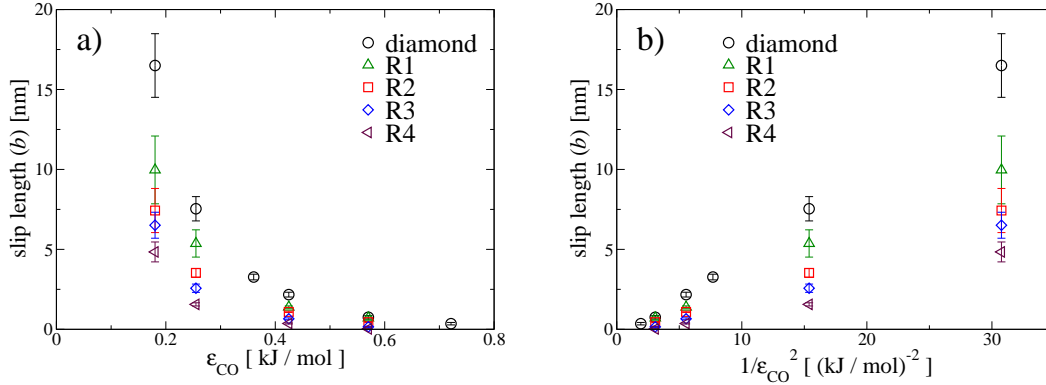 a)
diamond
R1
R2
R3
R4
20
15
10
5
0
slip length (b) [nm]
0
0.2
0.4
0.6
0.8
ε_CO [ kJ / mol ]
b)
diamond
R1
R2
R3
R4
20
15
10
5
0
slip length (b) [nm]
0
10
20
30
1/ε_CO² [ (kJ / mol)⁻² ]